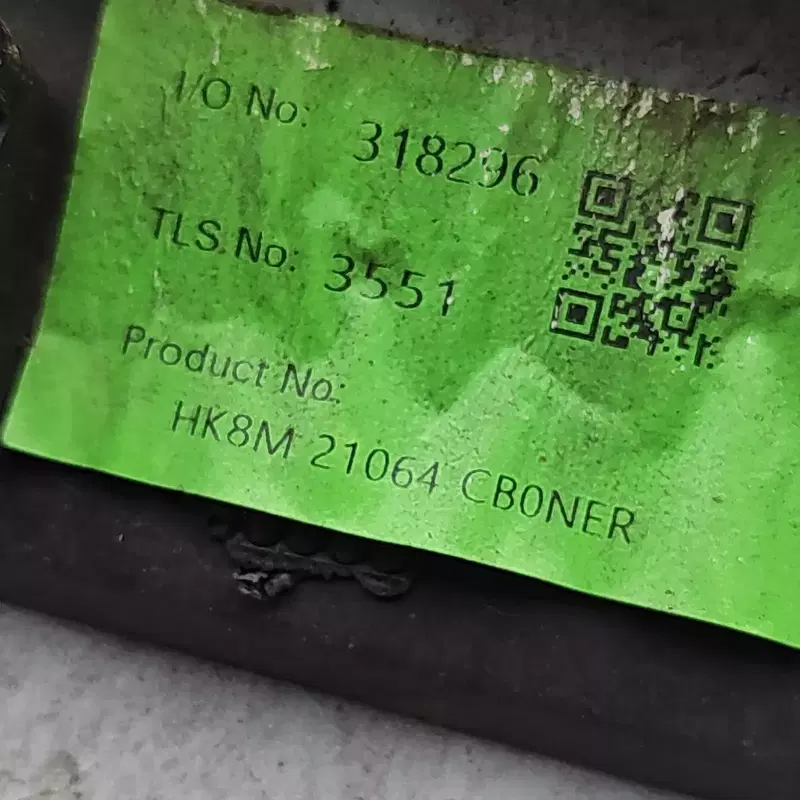 I/O No: 318296
TLS No: 3551
Product No:
HK8M 21064 CB0NER